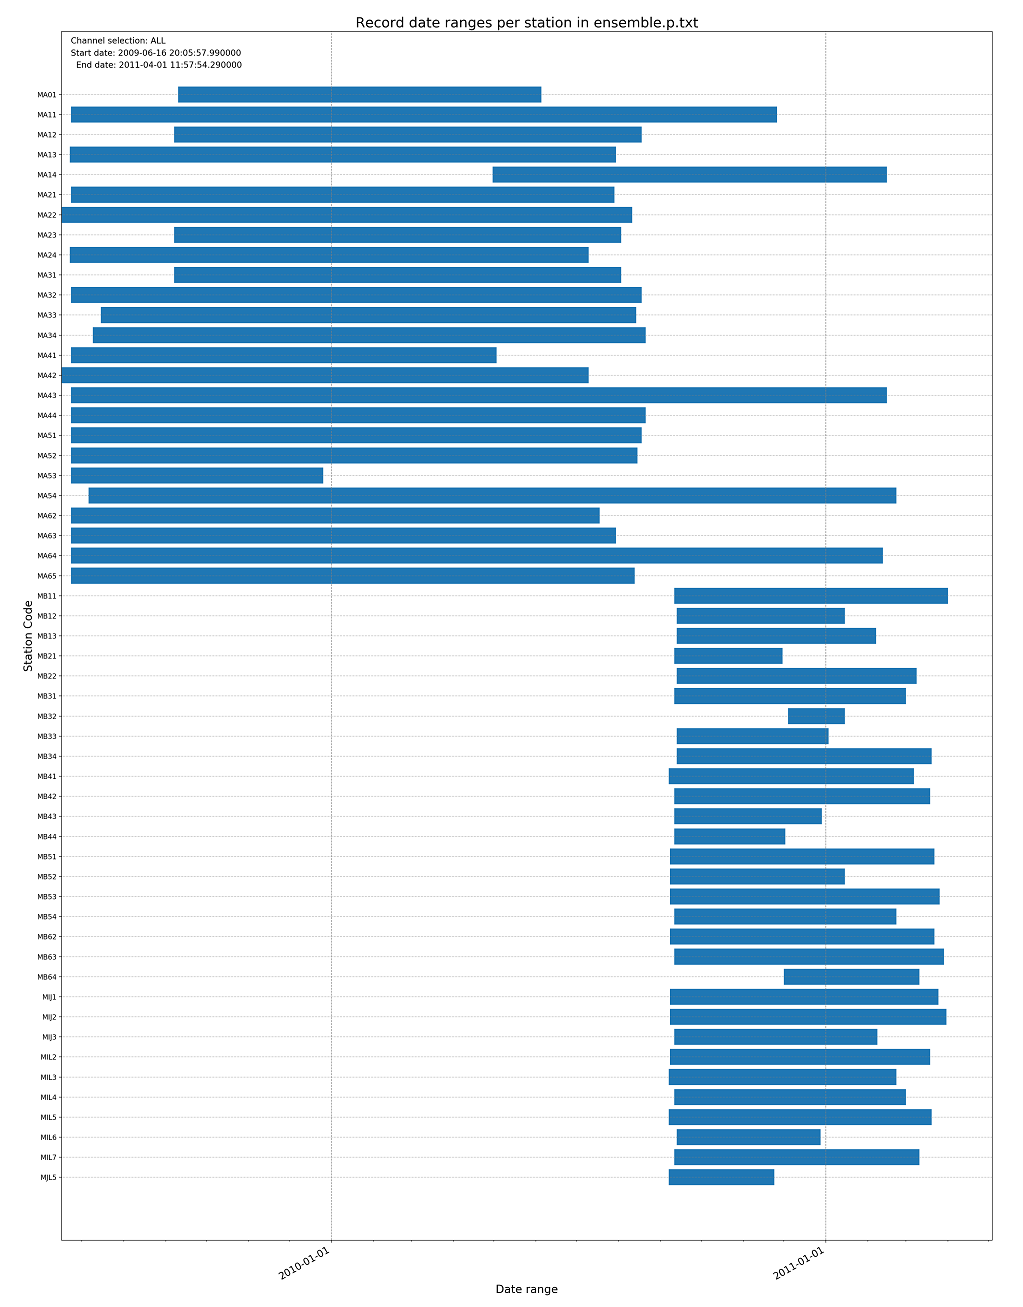 Record date ranges per station in ensemble.p.txt
Channel selection: ALL
Start date: 2009-06-16 20:05:57.990000
End date: 2011-04-01 11:57:54.290000
MA01
MA11
MA12
MA13
MA14
MA21
MA22
MA23
MA24
MA31
MA32
MA33
MA34
MA41
MA42
MA43
MA44
MA51
MA52
MA53
MA54
MA62
MA63
MA64
MA65
MB11
MB12
MB13
MB21
MB22
MB31
MB32
MB33
MB34
MB41
MB42
MB43
MB44
MB51
MB52
MB53
MB54
MB62
MB63
MB64
MIJ1
MIJ2
MIJ3
MIL2
MIL3
MIL4
MIL5
MIL6
MIL7
MJL5
Station Code
2010-01-01
2011-01-01
Date range